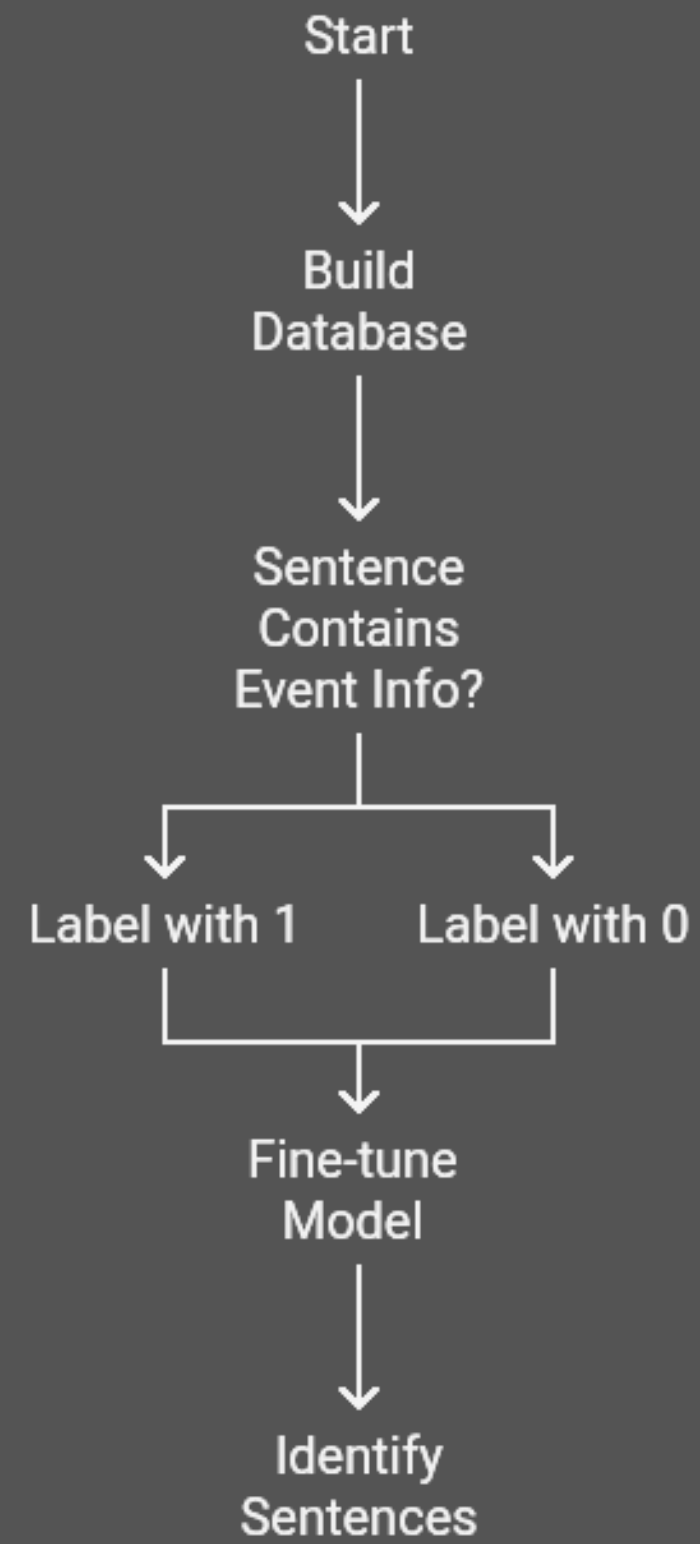 Start
Build
Database
Sentence
Contains
Event Info?
Label with 1
Label with 0
Fine-tune
Model
Identify
Sentences